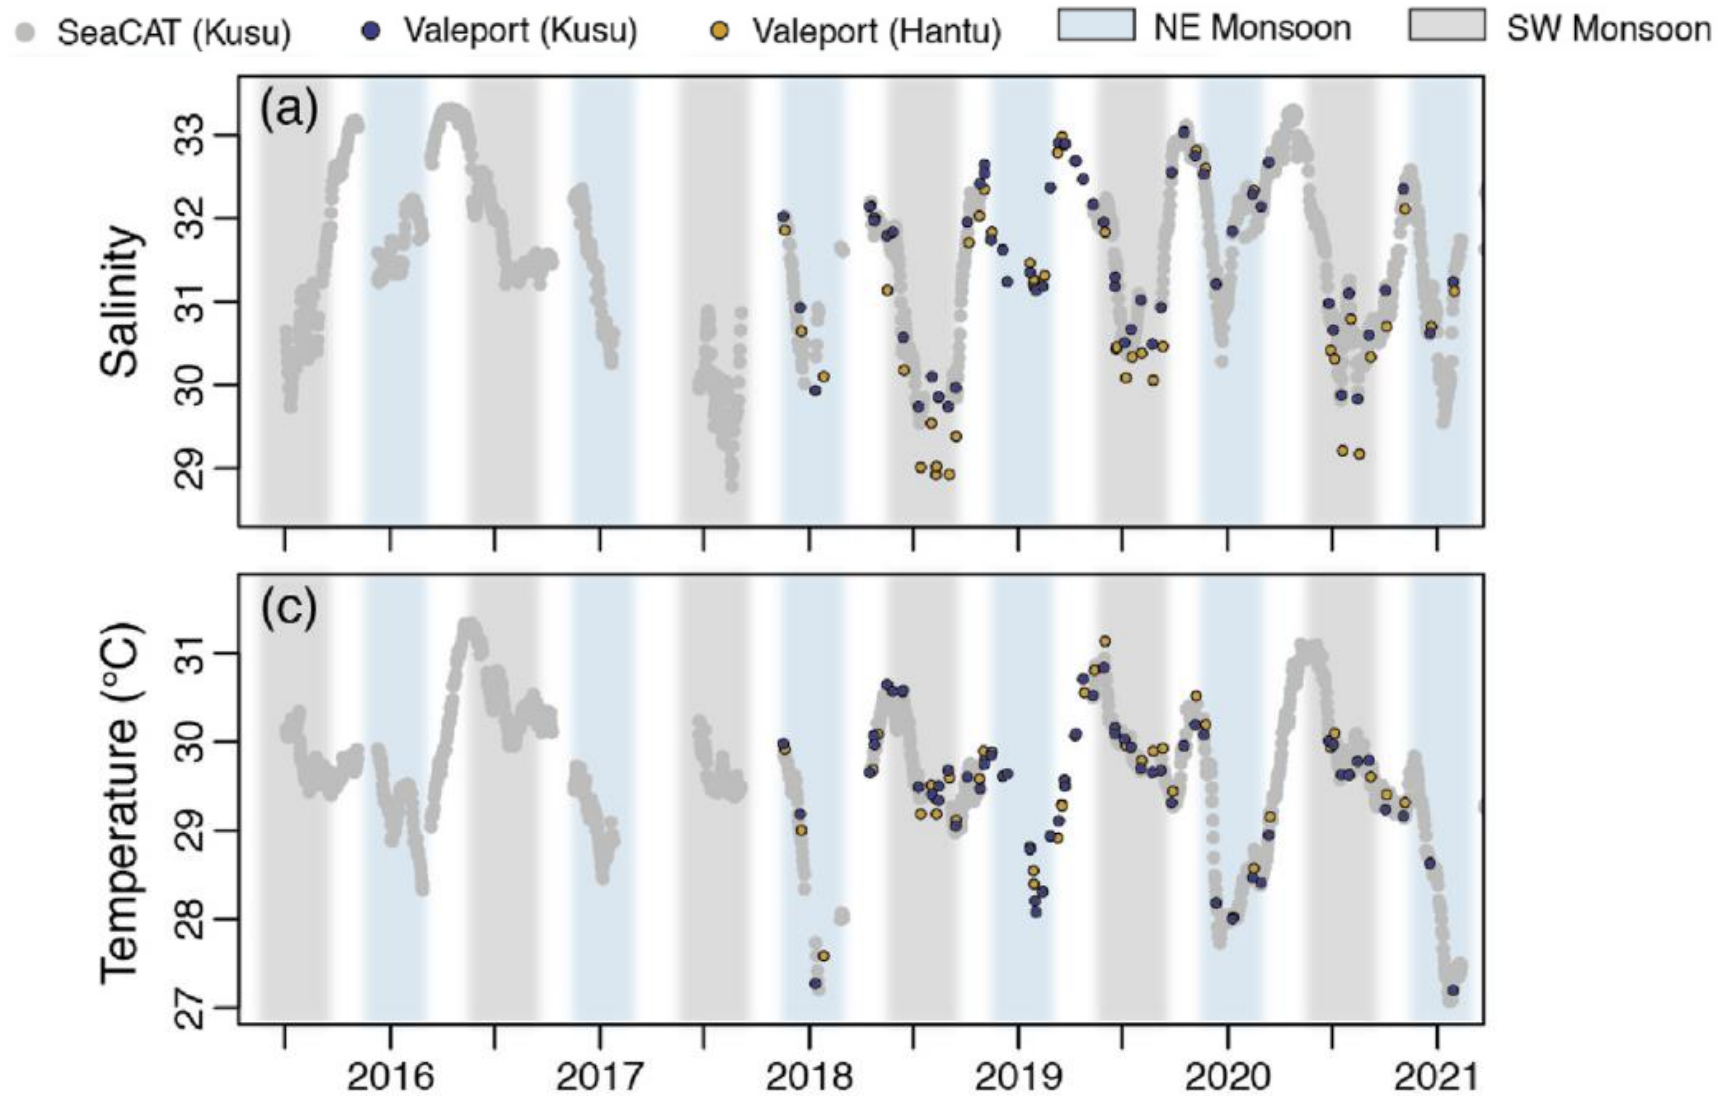 SeaCAT (Kusu) Valeport (Kusu) Valeport (Hantu) NE Monsoon SW Monsoon
(a)
Salinity
33
32
31
30
29
(c)
Temperature (°C)
31
30
29
28
27
2016 2017 2018 2019 2020 2021